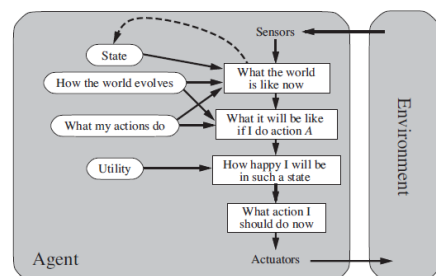 Sensors
State
What the world
is like now
How the world evolves
What my actions do
What it will be like
if I do action A
Utility
How happy I will be
in such a state
What action I
should do now
Agent
Actuators
Environment